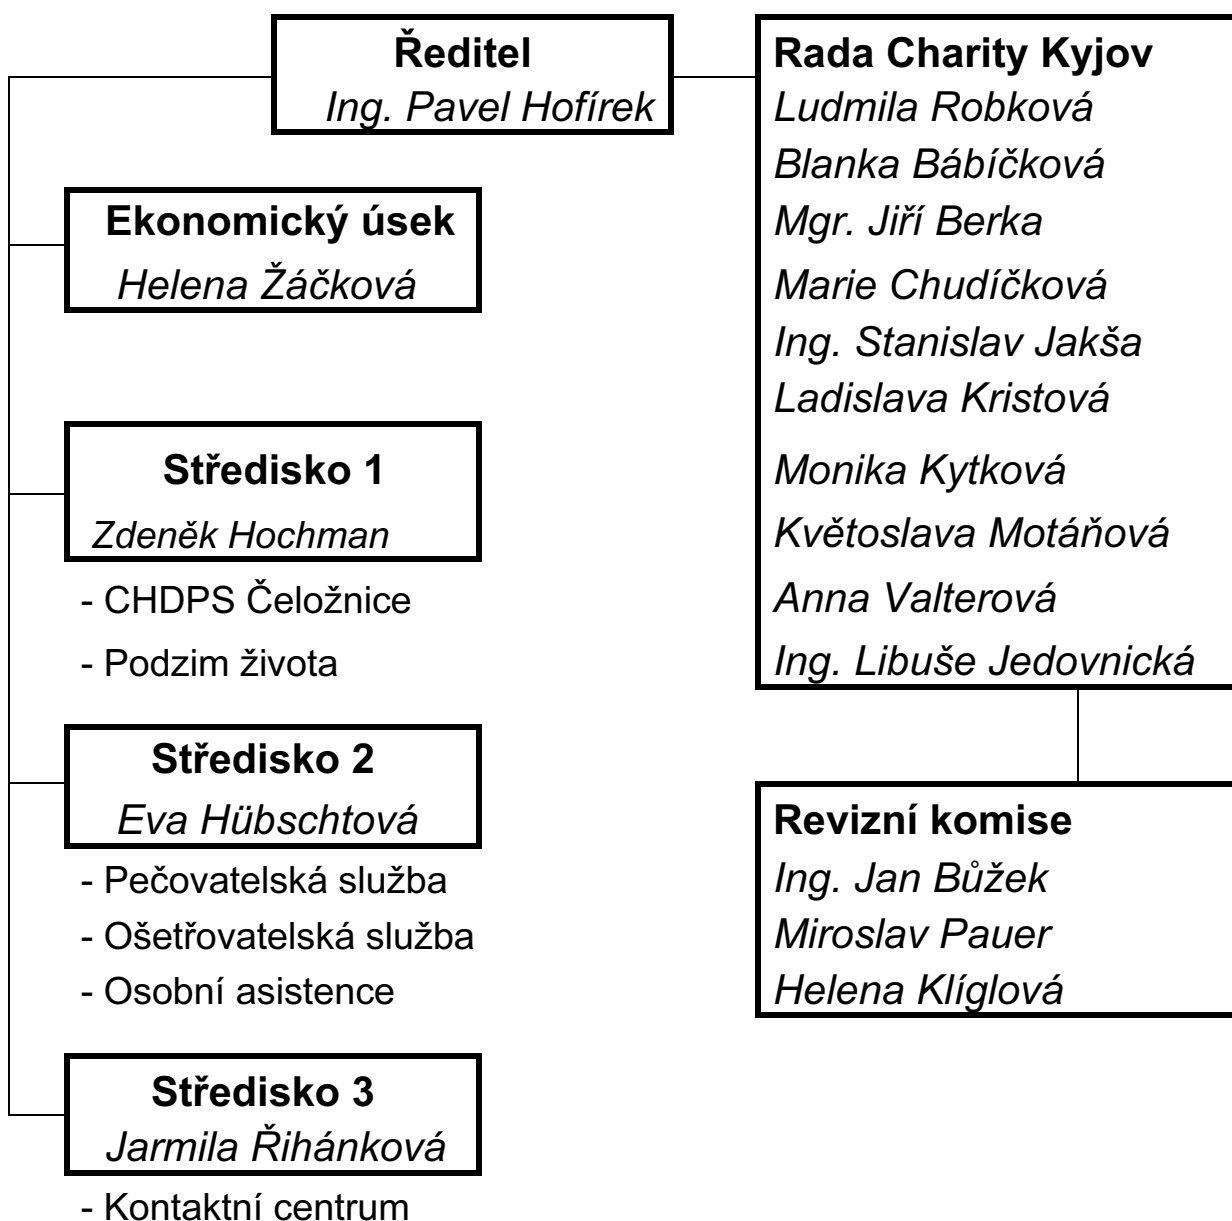 Ředitel
Ing. Pavel Hofírek
Ekonomický úsek
Helena Žáčková
Středisko 1
Zdeněk Hochman
- CHDPS Čeložnice
- Podzim života
Středisko 2
Eva Hübschtová
- Pečovatelská služba
- Ošetřovatelská služba
- Osobní asistence
Středisko 3
Jarmila Řihánková
- Kontaktní centrum
Rada Charity Kyjov
Ludmila Robková
Blanka Bábíčková
Mgr. Jiří Berka
Marie Chudíčková
Ing. Stanislav Jakša
Ladislava Kristová
Monika Kytková
Květoslava Motáňová
Anna Valterová
Ing. Libuše Jedovnická
Revizní komise
Ing. Jan Bůžek
Miroslav Pauer
Helena Klíglová